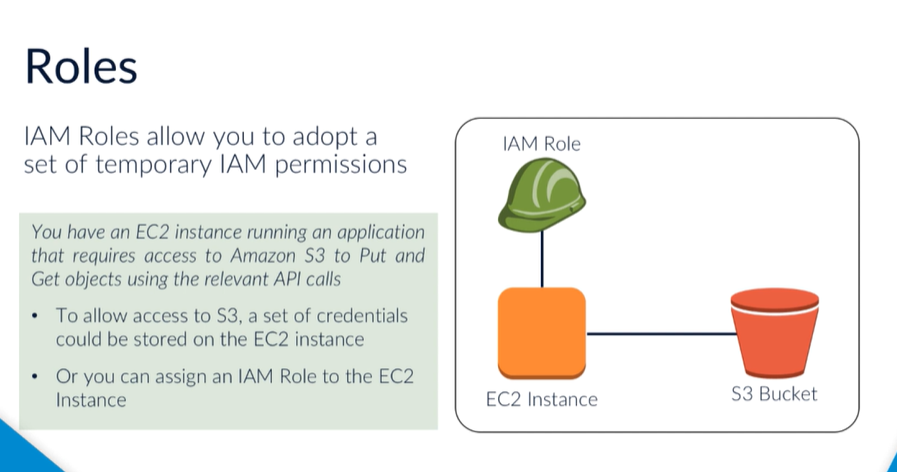 Roles
IAM Roles allow you to adopt a
set of temporary IAM permissions
You have an EC2 instance running an application
that requires access to Amazon S3 to Put and
Get objects using the relevant API calls
• To allow access to S3, a set of credentials
could be stored on the EC2 instance
• Or you can assign an IAM Role to the EC2
Instance
IAM Role
EC2 Instance
S3 Bucket